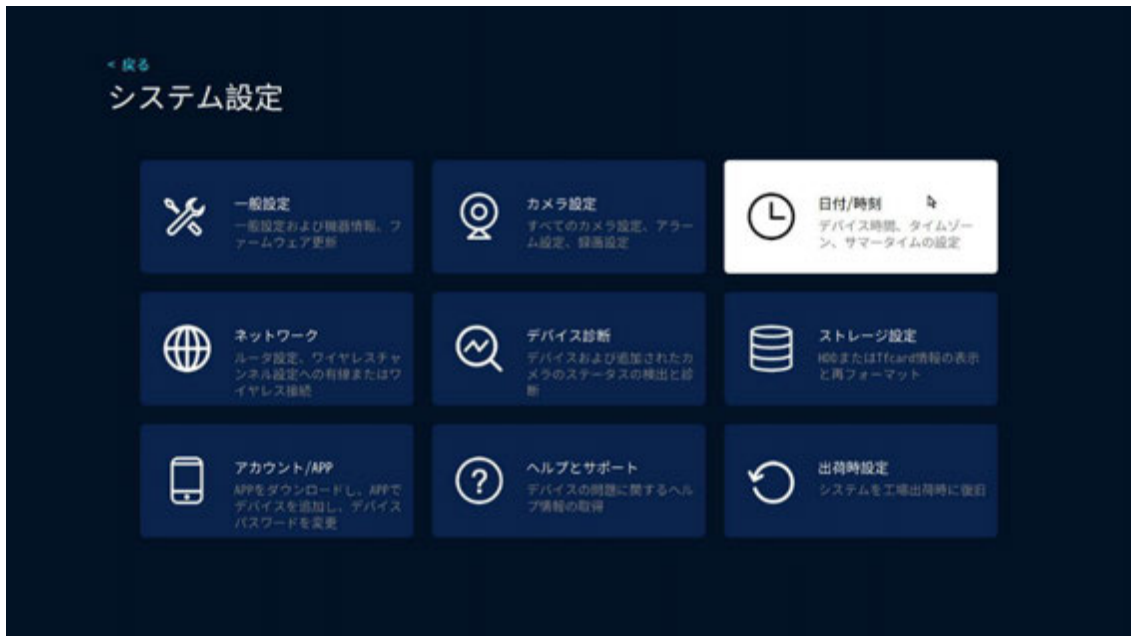 < 戻る
システム設定
一般設定
一般設定および機器情報、フ
ァームウェア更新
カメラ設定
すべてのカメラ設定、アラー
ム設定、録画設定
日付/時刻
デバイス時間、タイムゾー
ン、サマータイムの設定
ネットワーク
ルータ設定、ワイヤレスチャ
ンネル設定への有線またはワ
イヤレス接続
デバイス診断
デバイスおよび追加されたカ
メラのステータスの検出と診
断
ストレージ設定
HDDまたはTfcard情報の表示
と再フォーマット
アカウント/APP
APPをダウンロードし、APPで
デバイスを追加し、デバイス
パスワードを変更
ヘルプとサポート
デバイスの問題に関するヘル
プ情報の取得
出荷時設定
システムを工場出荷時に復旧